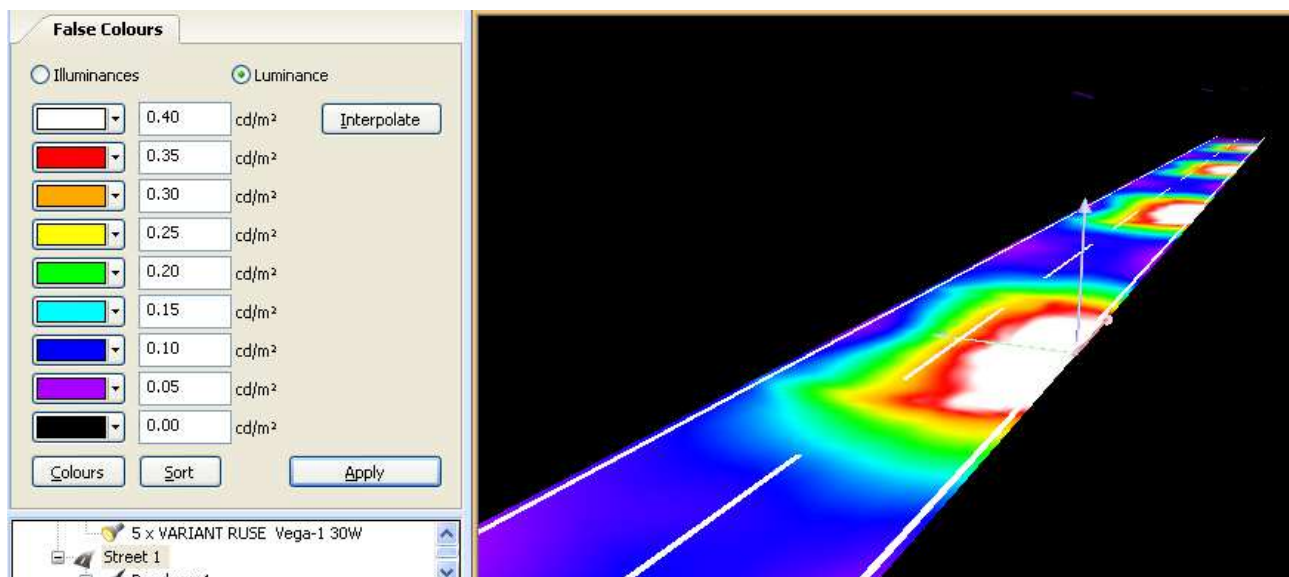 False Colours
Illuminances Luminance
0.40 cd/m² Interpolate
0.35 cd/m²
0.30 cd/m²
0.25 cd/m²
0.20 cd/m²
0.15 cd/m²
0.10 cd/m²
0.05 cd/m²
0.00 cd/m²
Colours Sort Apply
5 x VARIANT RUSE Vega-1 30W
Street 1